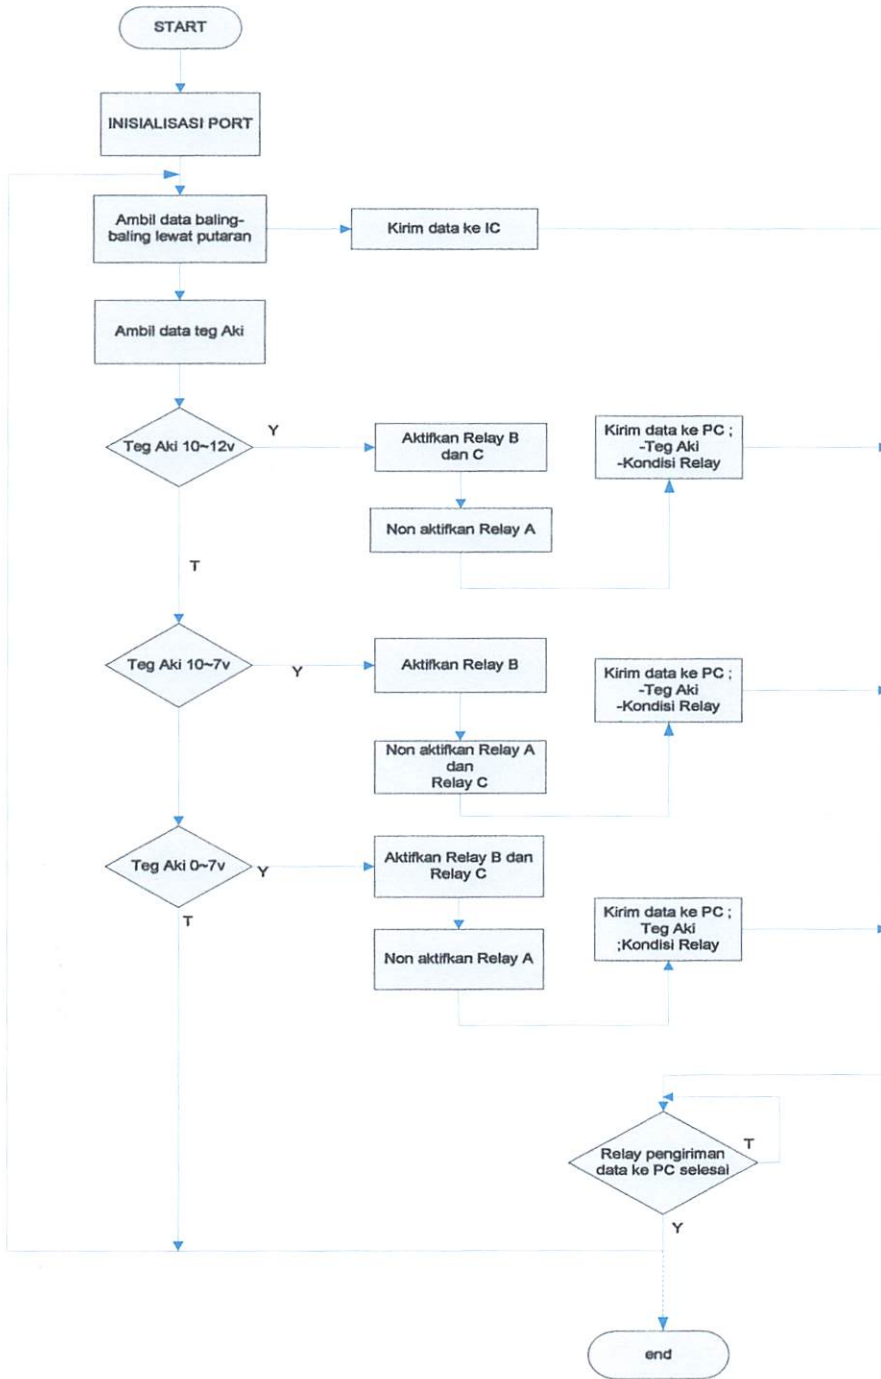 START
INISIALISASI PORT
Ambil data baling-
baling lewat putaran
Kirim data ke IC
Ambil data teg Aki
Teg Aki 10~12v
Y
Aktifkan Relay B
dan C
Kirim data ke PC ;
-Teg Aki
-Kondisi Relay
Non aktifkan Relay A
T
Teg Aki 10~7v
Y
Aktifkan Relay B
Kirim data ke PC ;
-Teg Aki
-Kondisi Relay
Non aktifkan Relay A
dan
Relay C
Teg Aki 0~7v
Y
Aktifkan Relay B dan
Relay C
T
Kirim data ke PC ;
Teg Aki
;Kondisi Relay
Non aktifkan Relay A
Relay pengiriman
data ke PC selesai
T
Y
end